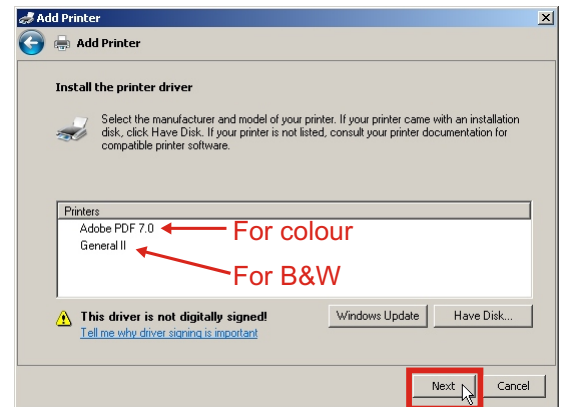 Add Printer
Add Printer
Install the printer driver
Select the manufacturer and model of your printer. If your printer came with an installation
disk, click Have Disk. If your printer is not listed, consult your printer documentation for
compatible printer software.
Printers
Adobe PDF 7.0
For colour
General II
For B&W
This driver is not digitally signed!
Tell me why driver signing is important
Windows Update
Have Disk...
Next
Cancel